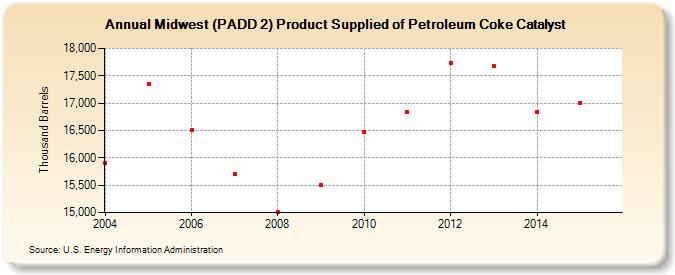 Annual Midwest (PADD 2) Product Supplied of Petroleum Coke Catalyst
Thousand Barrels
18,000
17,500
17,000
16,500
16,000
15,500
15,000
2004 2006 2008 2010 2012 2014
Source: U.S. Energy Information Administration